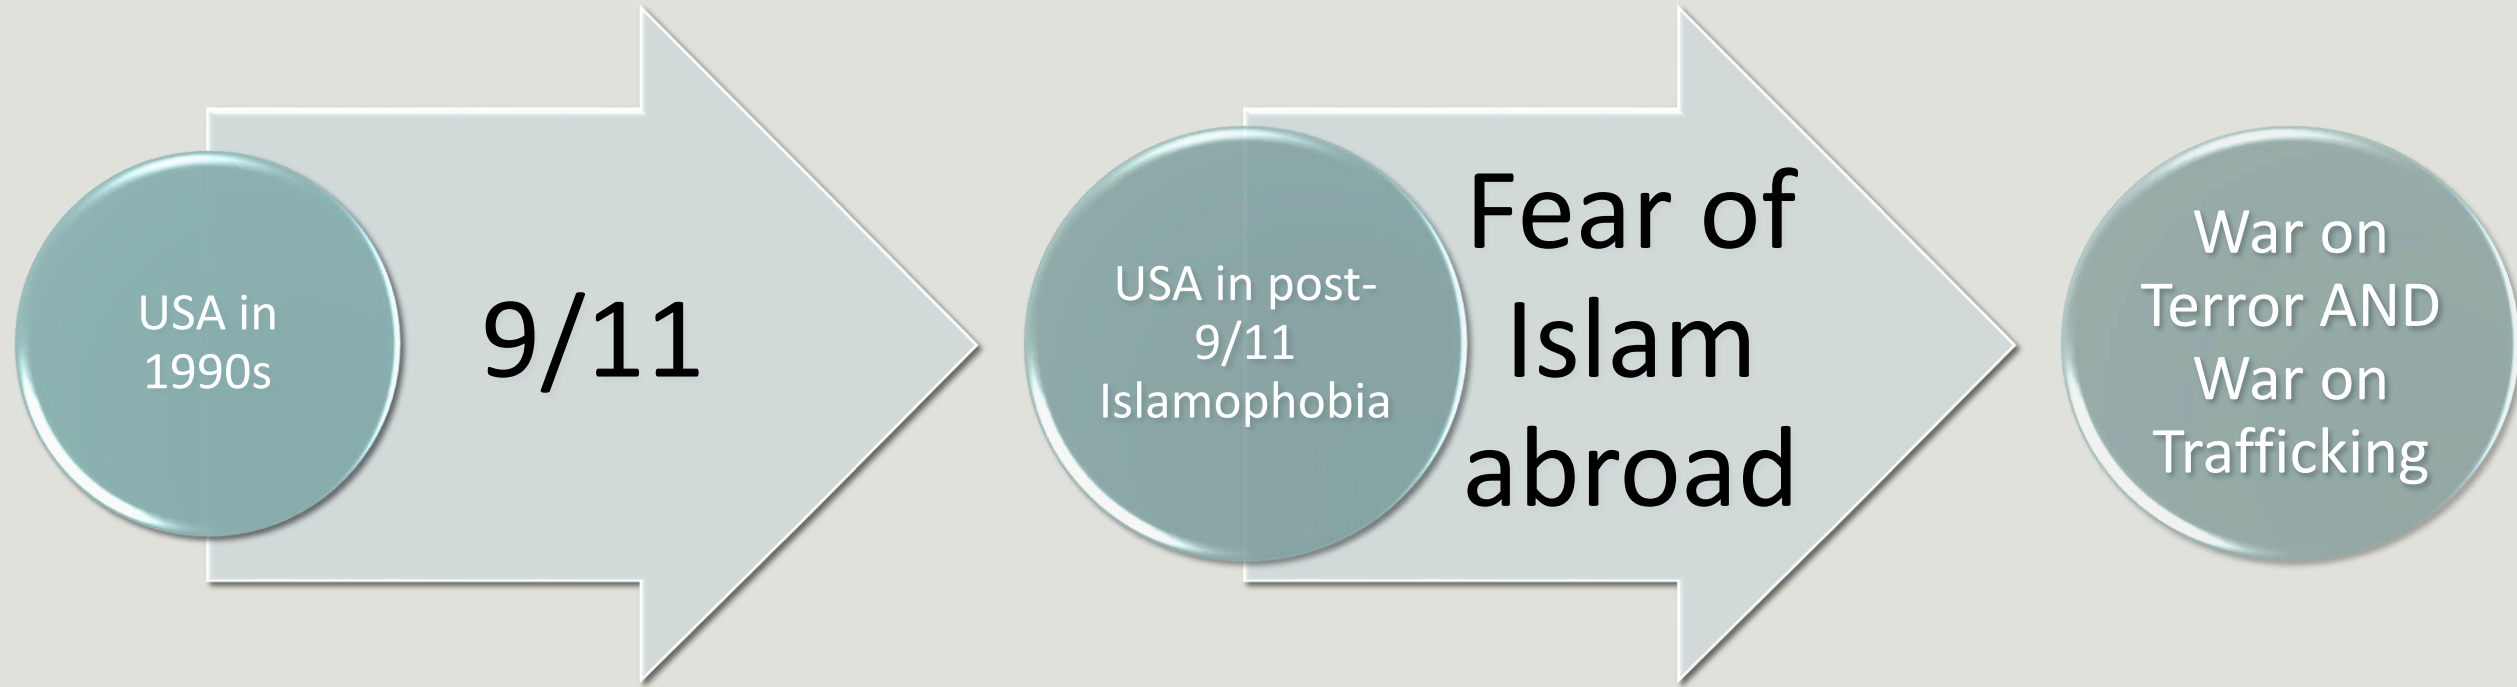 USA in
1990s
9/11
USA in post-
9/11
Islamophobia
Fear of
Islam
abroad
War on
Terror AND
War on
Trafficking